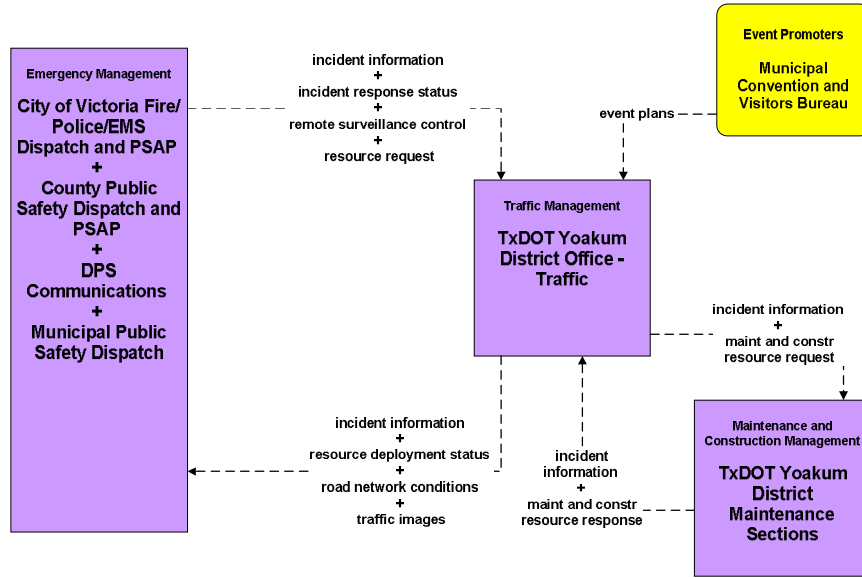 Emergency Management
City of Victoria Fire/
Police/EMS
Dispatch and PSAP
+
County Public
Safety Dispatch and
PSAP
+
DPS
Communications
+
Municipal Public
Safety Dispatch
incident information
+
incident response status
+
remote surveillance control
+
resource request
Event Promoters
Municipal
Convention and
Visitors Bureau
event plans
Traffic Management
TxDOT Yoakum
District Office -
Traffic
incident information
+
maint and constr
resource request
incident information
+
resource deployment status
+
road network conditions
+
traffic images
incident
information
+
maint and constr
resource response
Maintenance and
Construction Management
TxDOT Yoakum
District
Maintenance
Sections